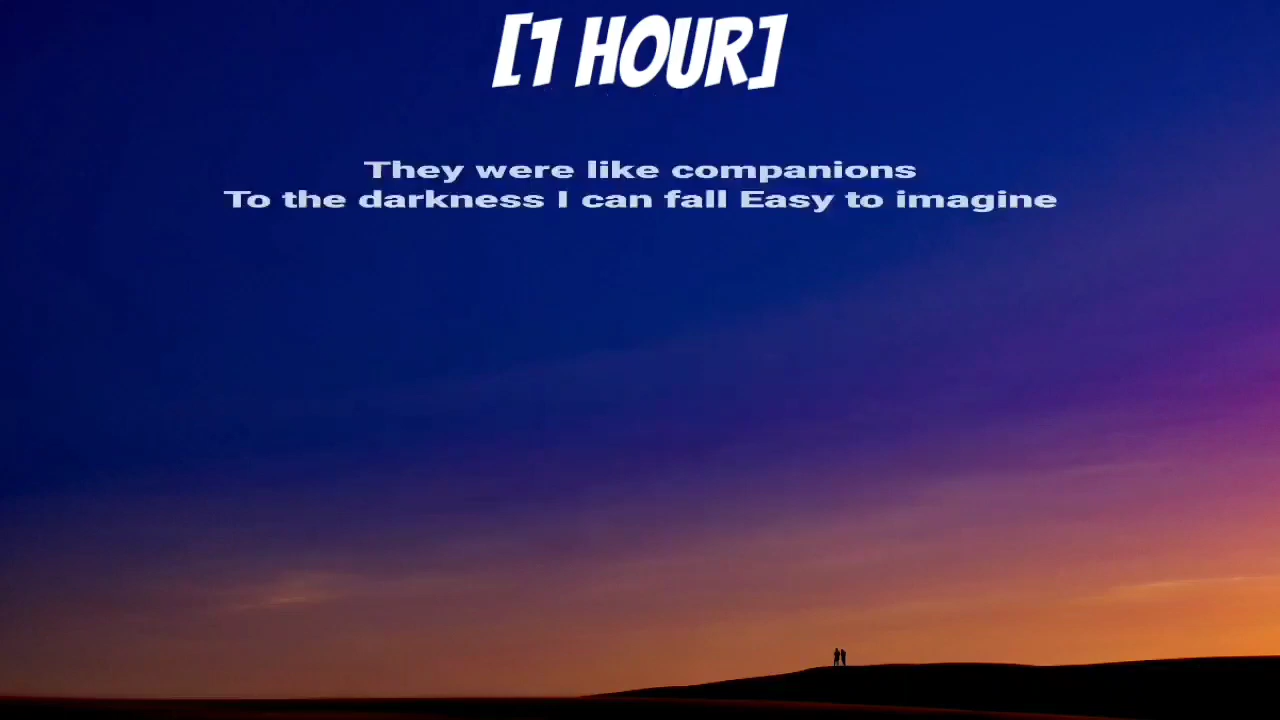 [1 HOUR]
They were like companions
To the darkness I can fall Easy to imagine